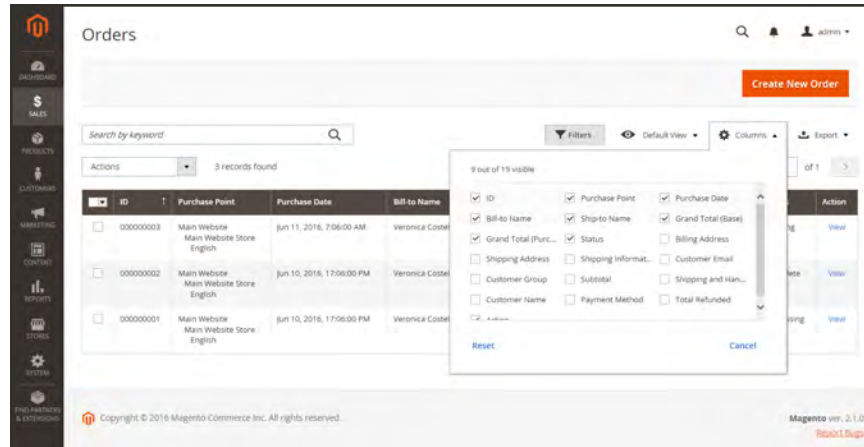 Orders
admin
DASHBOARD
SALES
PRODUCTS
CUSTOMERS
MARKETING
CONTENT
REPORTS
STORES
SYSTEM
FIND PARTNERS
& EXTENSIONS
Create New Order
Search by keyword
Filters
Default View
Columns
Export
Actions
3 records found
of 1
9 out of 19 visible
ID
Purchase Point
Purchase Date
Bill-to Name
Ship-to Name
Grand Total (Base)
Grand Total (Purc...
Status
Billing Address
Shipping Address
Shipping Informat...
Customer Email
Customer Group
Subtotal
Shipping and Han...
Customer Name
Payment Method
Total Refunded
Action
Reset
Cancel
ID ↑ Purchase Point Purchase Date Bill-to Name Action
000000003 Main Website Jun 11, 2016, 7:06:00 AM Veronica Costel ng View
Main Website Store
English
000000002 Main Website Jun 10, 2016, 17:06:00 PM Veronica Costel lete View
Main Website Store
English
000000001 Main Website Jun 10, 2016, 17:06:00 PM Veronica Costel sing View
Main Website Store
English
Copyright © 2016 Magento Commerce Inc. All rights reserved.
Magento ver. 2.1.0
Report Bugs